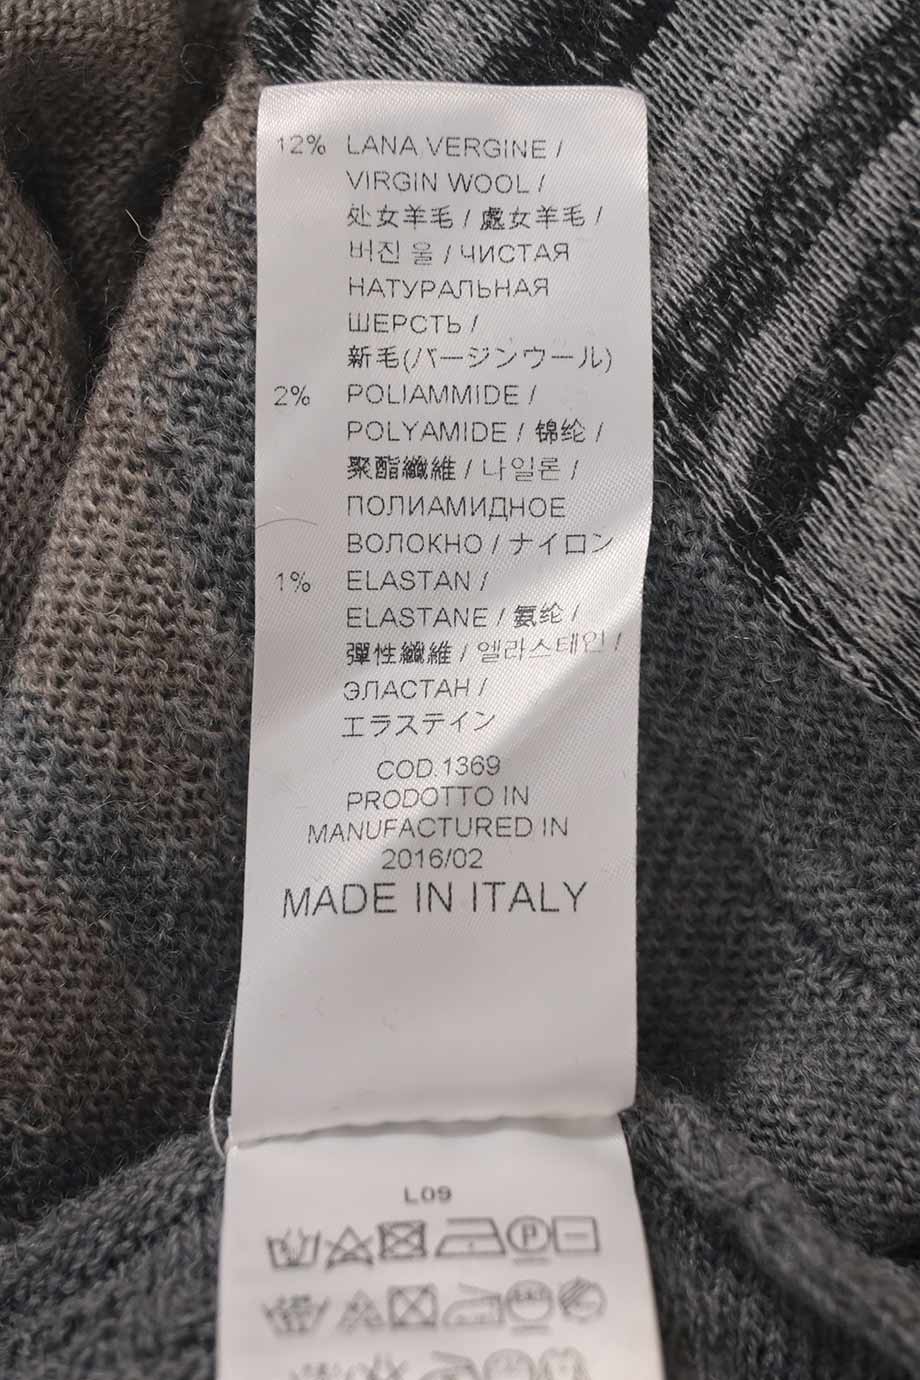 12% LANA VERGINE /
VIRGIN WOOL /
处女羊毛 / 處女羊毛 /
버진 울 / ЧИСТАЯ
НАТУРАЛЬНАЯ
ШЕРСТЬ /
新毛(バージンウール)
2% POLIAMMIDE /
POLYAMIDE / 锦纶 /
聚酯纖維 / 나일론 /
ПОЛИАМИДНОЕ
ВОЛОКНО / ナイロン
1% ELASTAN /
ELASTANE / 氨纶 /
彈性纖維 / 엘라스테인 /
ЭЛАСТАН /
エラステイン
COD.1369
PRODOTTO IN
MANUFACTURED IN
2016/02
MADE IN ITALY
L09
P